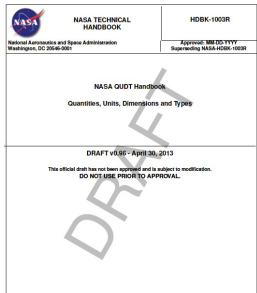 NASA
NASA TECHNICAL
HANDBOOK
HDBK-1003R
National Aeronautics and Space Administration
Washington, DC 20546-0001
Approved: MM-DD-YYYY
Superseding NASA-HDBK-1003R
NASA QUDT Handbook
Quantities, Units, Dimensions and Types
DRAFT v0.96 - April 30, 2013
This official draft has not been approved and is subject to modification.
DO NOT USE PRIOR TO APPROVAL.
DRAFT